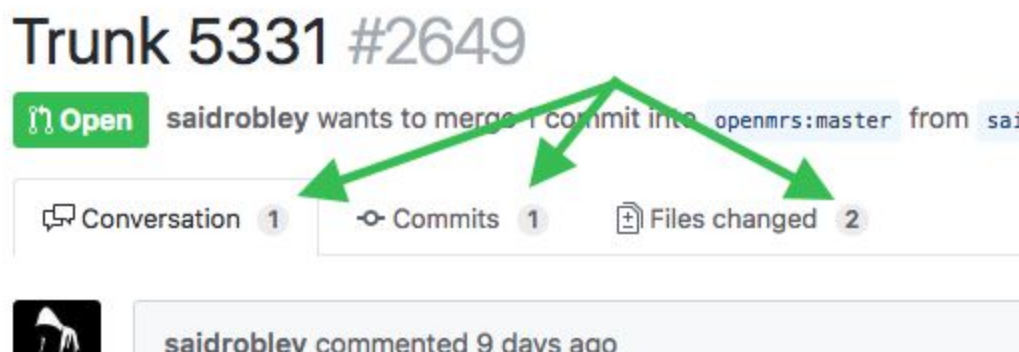 Trunk 5331 #2649
Open saidrobley wants to merge 1 commit into openmrs:master from sai
Conversation 1 Commits 1 Files changed 2
saidrobley commented 9 days ago